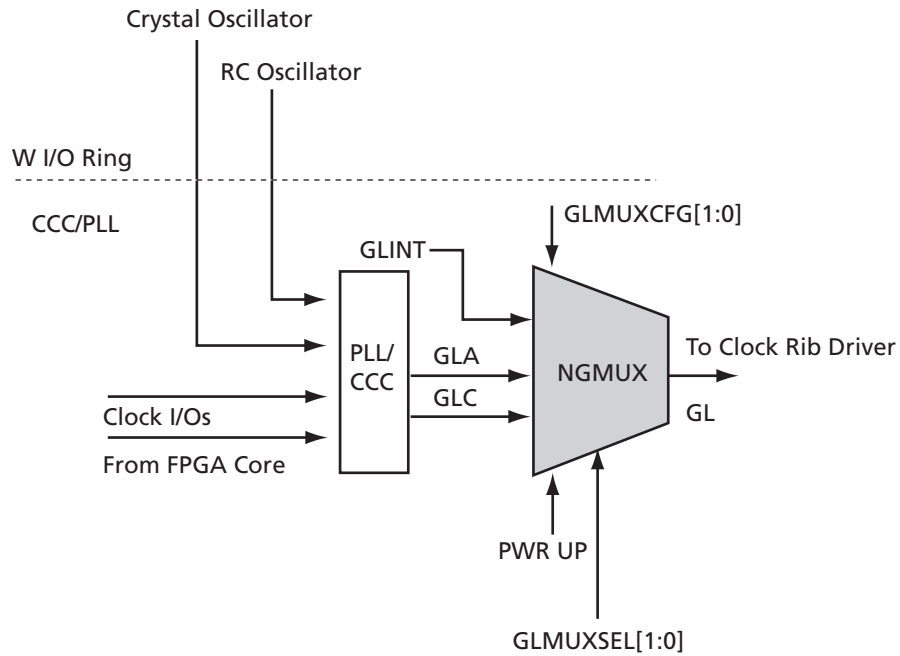 Crystal Oscillator
RC Oscillator
W I/O Ring
CCC/PLL
GLMUXCFG[1:0]
GLINT
PLL/
CCC
GLA
GLC
NGMUX
To Clock Rib Driver
GL
Clock I/Os
From FPGA Core
PWR UP
GLMUXSEL[1:0]